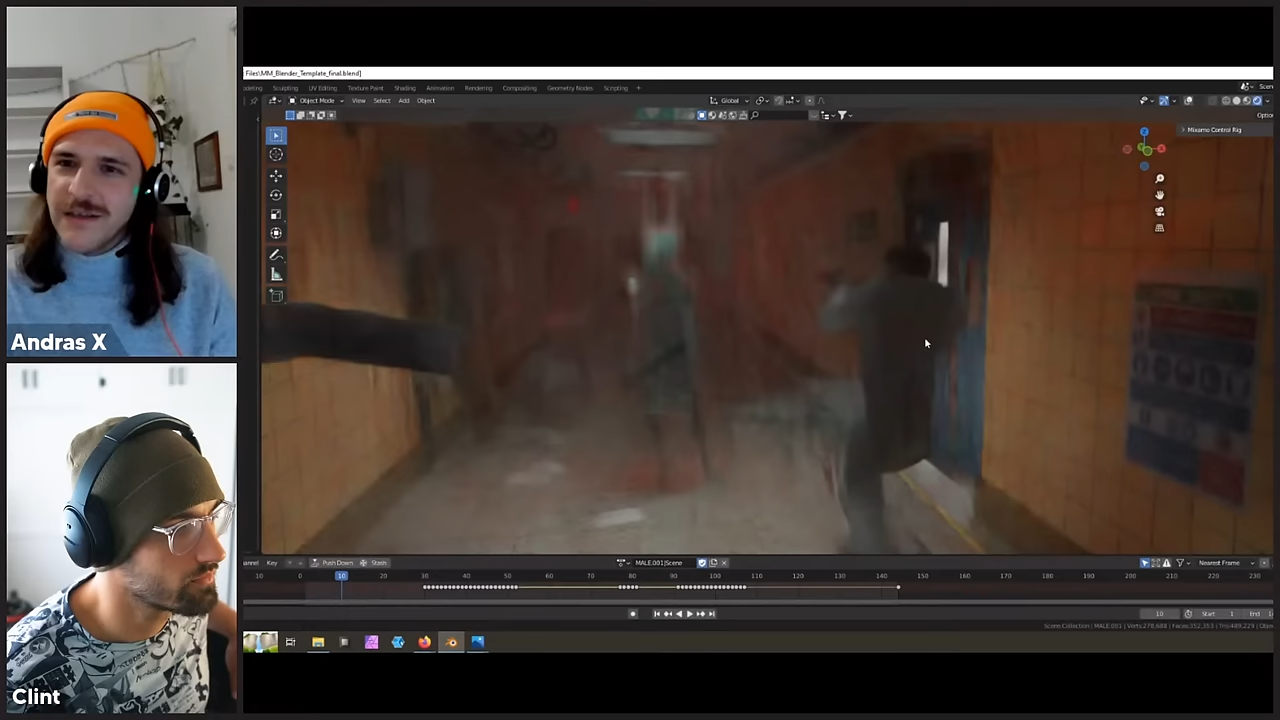 Files\MM_Blender_Template_final.blend]
Sculpting UV Editing Texture Paint Shading Animation Rendering Compositing Geometry Nodes Scripting +
Object Mode View Select Add Object Global
Mixamo Control Rig
Andras X
Key Push Down Stash MALE.001|Scene Nearest Frame
10 0 10 30 40 50 60 70 80 90 100 110 120 130 140 150 160 170 180 190 200 210 220 230
10 Start 1 End
Clint